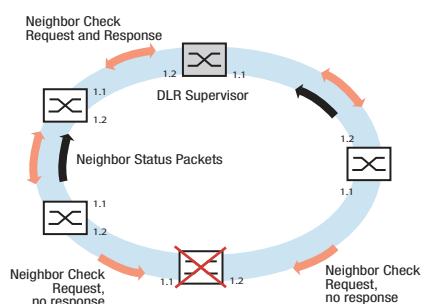 Neighbor Check
Request and Response
1.2
1.1
DLR Supervisor
1.1
1.2
1.2
1.1
Neighbor Status Packets
1.1
1.2
1.1
1.2
Neighbor Check
Request,
no response
Neighbor Check
Request,
no response